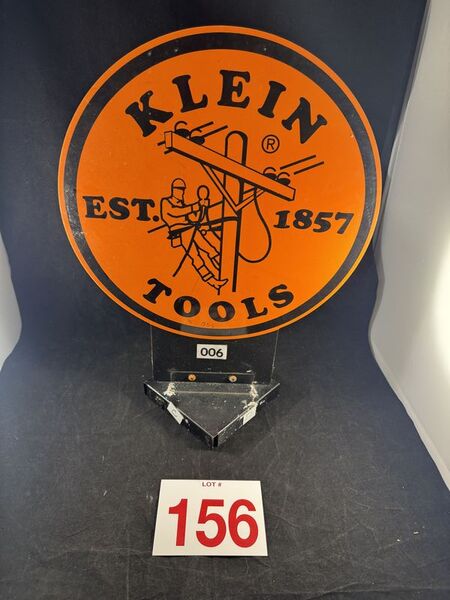 KLEIN
®
EST. 1857
TOOLS
006
LOT #
156